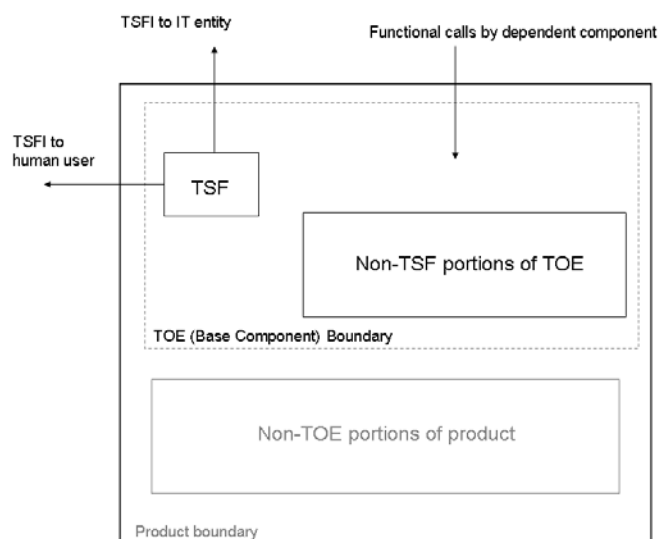 TSFI to IT entity
Functional calls by dependent component
TSFI to
human user
TSF
Non-TSF portions of TOE
TOE (Base Component) Boundary
Non-TOE portions of product
Product boundary